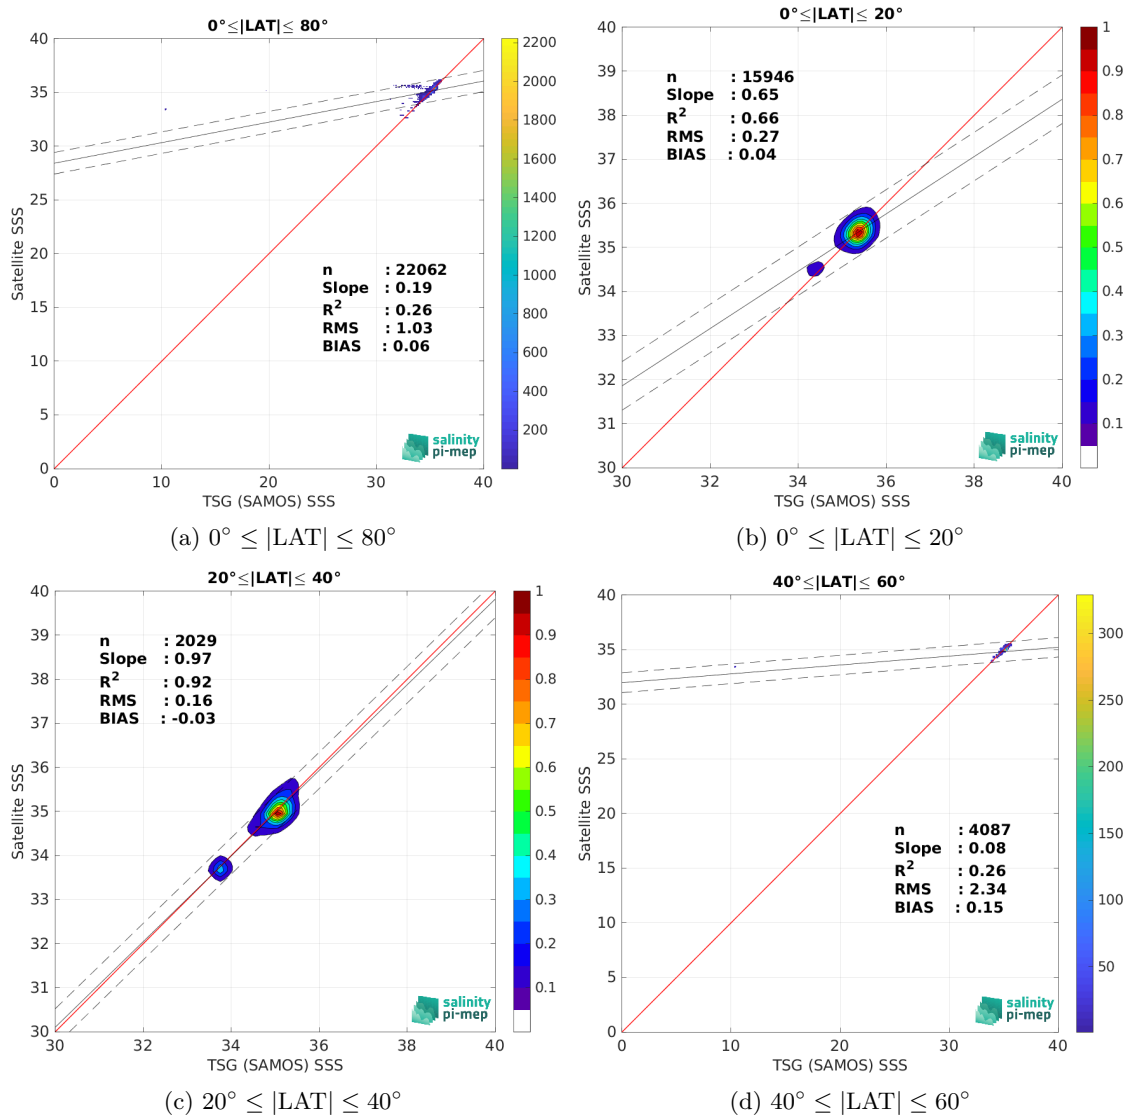 0°≤|LAT|≤ 80°
40
35
30
25
20
15
10
5
0
Satellite SSS
n : 22062
Slope : 0.19
R2 : 0.26
RMS : 1.03
BIAS : 0.06
salinity
pi-mep
0 10 20 30 40
TSG (SAMOS) SSS
2200
2000
1800
1600
1400
1200
1000
800
600
400
200
(a) 0° ≤ |LAT| ≤ 80°
0°≤|LAT|≤ 20°
40
39
38
37
36
35
34
33
32
31
30
Satellite SSS
n : 15946
Slope : 0.65
R2 : 0.66
RMS : 0.27
BIAS : 0.04
salinity
pi-mep
30 32 34 36 38 40
TSG (SAMOS) SSS
1
0.9
0.8
0.7
0.6
0.5
0.4
0.3
0.2
0.1
(b) 0° ≤ |LAT| ≤ 20°
20°≤|LAT|≤ 40°
40
39
38
37
36
35
34
33
32
31
30
Satellite SSS
n : 2029
Slope : 0.97
R2 : 0.92
RMS : 0.16
BIAS : -0.03
salinity
pi-mep
30 32 34 36 38 40
TSG (SAMOS) SSS
1
0.9
0.8
0.7
0.6
0.5
0.4
0.3
0.2
0.1
(c) 20° ≤ |LAT| ≤ 40°
40°≤|LAT|≤ 60°
40
35
30
25
20
15
10
5
0
Satellite SSS
n : 4087
Slope : 0.08
R2 : 0.26
RMS : 2.34
BIAS : 0.15
salinity
pi-mep
0 10 20 30 40
TSG (SAMOS) SSS
300
250
200
150
100
50
(d) 40° ≤ |LAT| ≤ 60°